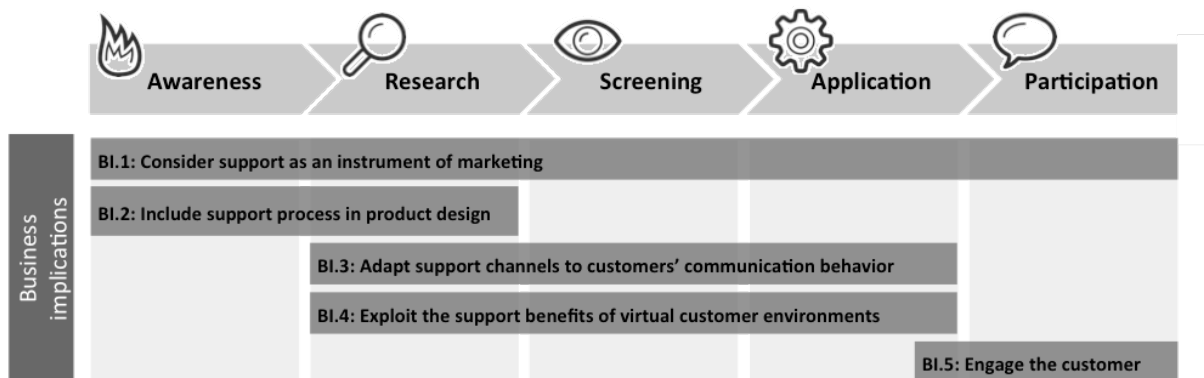 Awareness
Research
Screening
Application
Participation
Business
implications
BI.1: Consider support as an instrument of marketing
BI.2: Include support process in product design
BI.3: Adapt support channels to customers’ communication behavior
BI.4: Exploit the support benefits of virtual customer environments
BI.5: Engage the customer